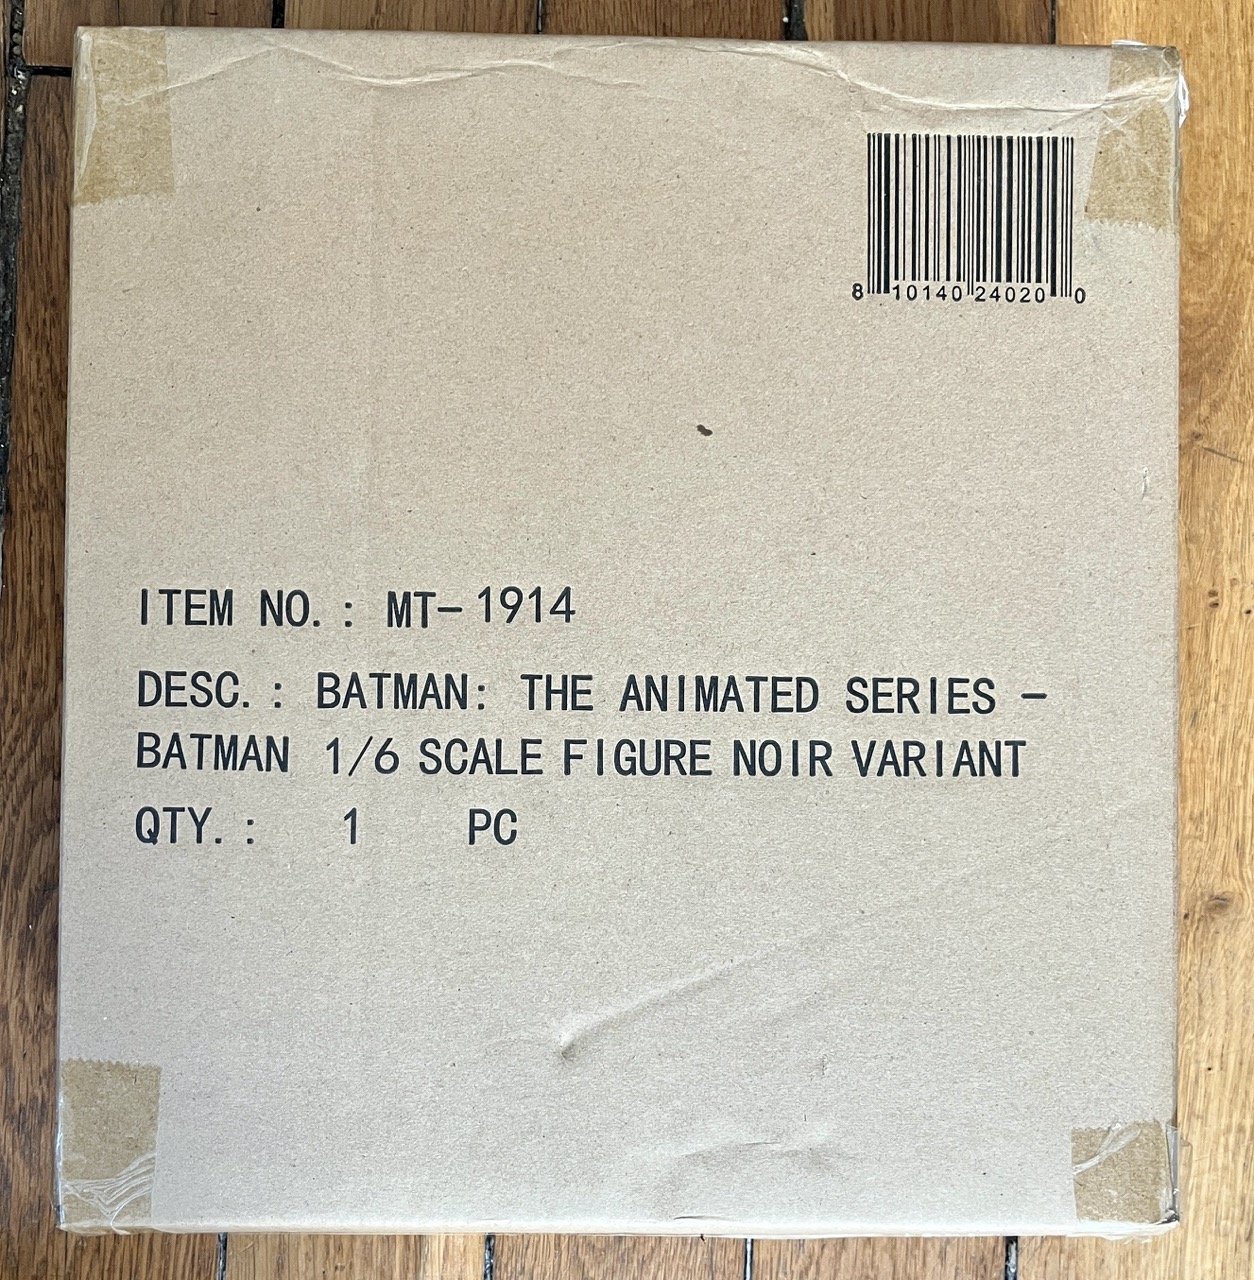 8 10140 24020 0
ITEM NO.: MT-1914
DESC.: BATMAN: THE ANIMATED SERIES -
BATMAN 1/6 SCALE FIGURE NOIR VARIANT
QTY.: 1 PC